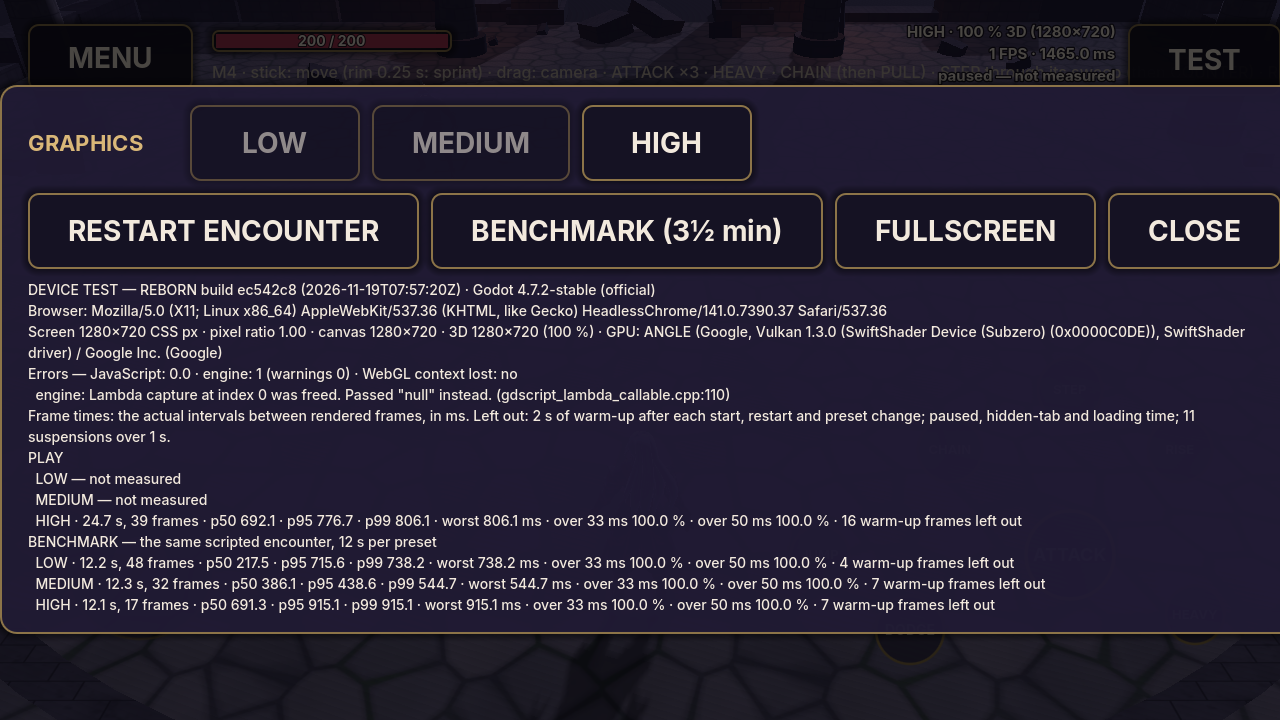 MENU
200 / 200
HIGH · 100 % 3D (1280×720)
1 FPS · 1465.0 ms
paused — not measured
TEST
M4 · stick: move (rim 0.25 s: sprint) · drag: camera · ATTACK ×3 · HEAVY · CHAIN (then PULL) ·
GRAPHICS
LOW
MEDIUM
HIGH
RESTART ENCOUNTER
BENCHMARK (3½ min)
FULLSCREEN
CLOSE
DEVICE TEST — REBORN build ec542c8 (2026-11-19T07:57:20Z) · Godot 4.7.2-stable (official)
Browser: Mozilla/5.0 (X11; Linux x86_64) AppleWebKit/537.36 (KHTML, like Gecko) HeadlessChrome/141.0.7390.37 Safari/537.36
Screen 1280×720 CSS px · pixel ratio 1.00 · canvas 1280×720 · 3D 1280×720 (100 %) · GPU: ANGLE (Google, Vulkan 1.3.0 (SwiftShader Device (Subzero) (0x0000C0DE)), SwiftShader
driver) / Google Inc. (Google)
Errors — JavaScript: 0.0 · engine: 1 (warnings 0) · WebGL context lost: no
engine: Lambda capture at index 0 was freed. Passed "null" instead. (gdscript_lambda_callable.cpp:110)
Frame times: the actual intervals between rendered frames, in ms. Left out: 2 s of warm-up after each start, restart and preset change; paused, hidden-tab and loading time; 11
suspensions over 1 s.
PLAY
LOW — not measured
MEDIUM — not measured
HIGH · 24.7 s, 39 frames · p50 692.1 · p95 776.7 · p99 806.1 · worst 806.1 ms · over 33 ms 100.0 % · over 50 ms 100.0 % · 16 warm-up frames left out
BENCHMARK — the same scripted encounter, 12 s per preset
LOW · 12.2 s, 48 frames · p50 217.5 · p95 715.6 · p99 738.2 · worst 738.2 ms · over 33 ms 100.0 % · over 50 ms 100.0 % · 4 warm-up frames left out
MEDIUM · 12.3 s, 32 frames · p50 386.1 · p95 438.6 · p99 544.7 · worst 544.7 ms · over 33 ms 100.0 % · over 50 ms 100.0 % · 7 warm-up frames left out
HIGH · 12.1 s, 17 frames · p50 691.3 · p95 915.1 · p99 915.1 · worst 915.1 ms · over 33 ms 100.0 % · over 50 ms 100.0 % · 7 warm-up frames left out